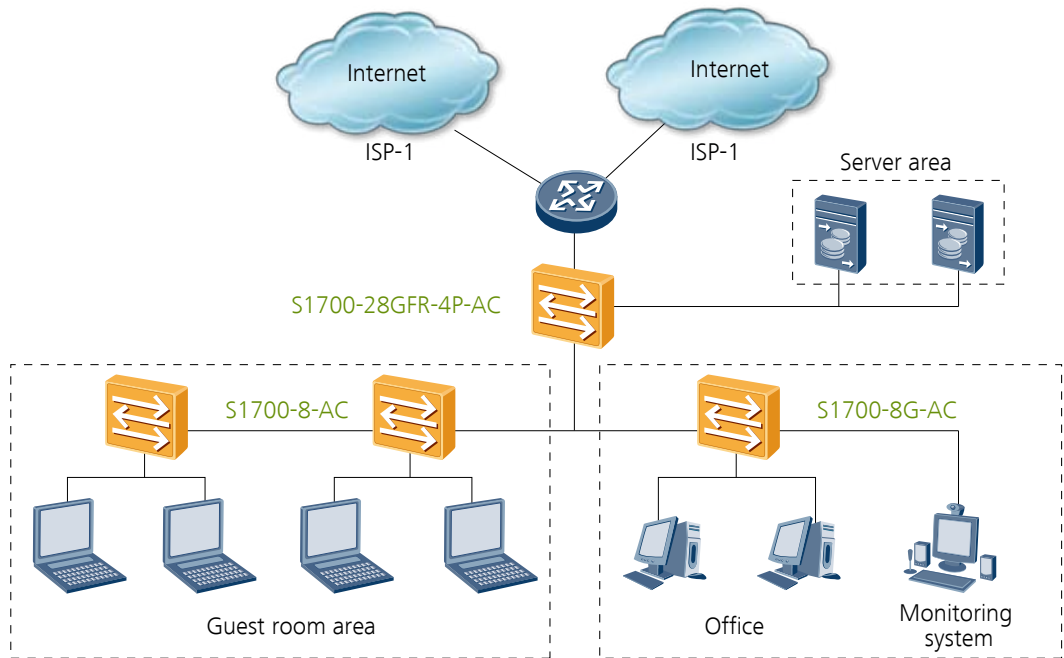 Internet
Internet
ISP-1
ISP-1
Server area
S1700-28GFR-4P-AC
S1700-8-AC
S1700-8G-AC
Guest room area
Office
Monitoring
system